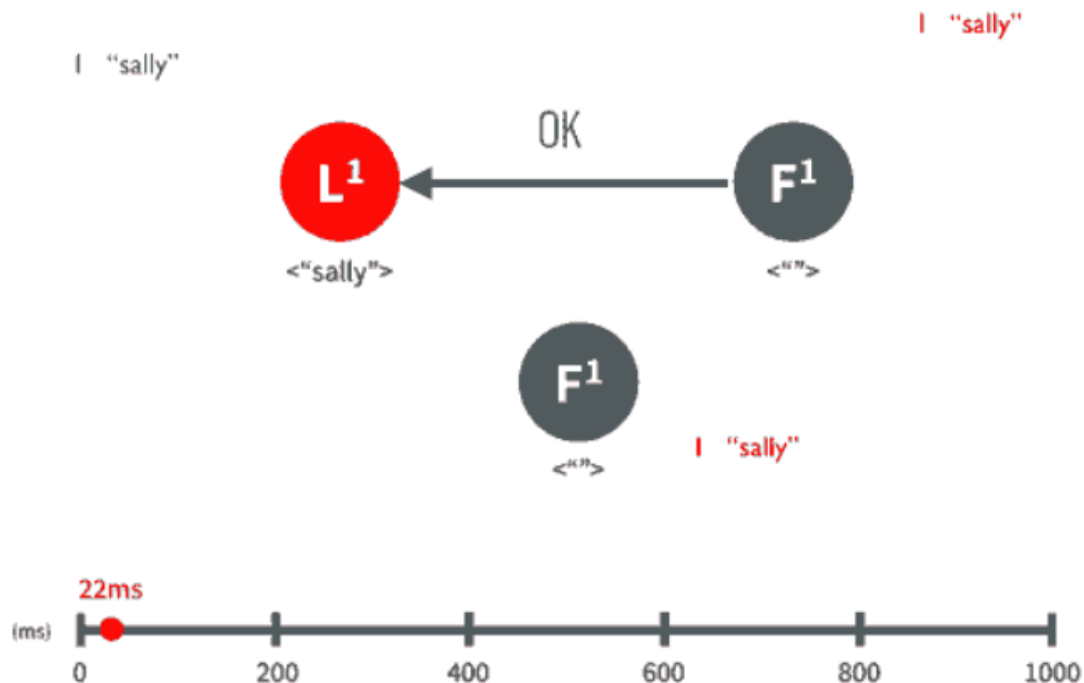 I “sally”
I “sally”
OK
L¹
F¹
<“sally”>
<“”>
F¹
I “sally”
<“”>
22ms
(ms)
0 200 400 600 800 1000